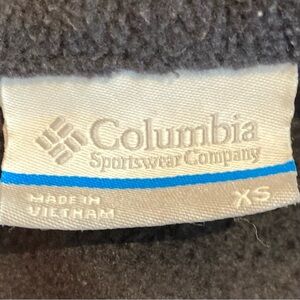 Columbia
Sportswear Company
MADE IN
VIETNAM
XS